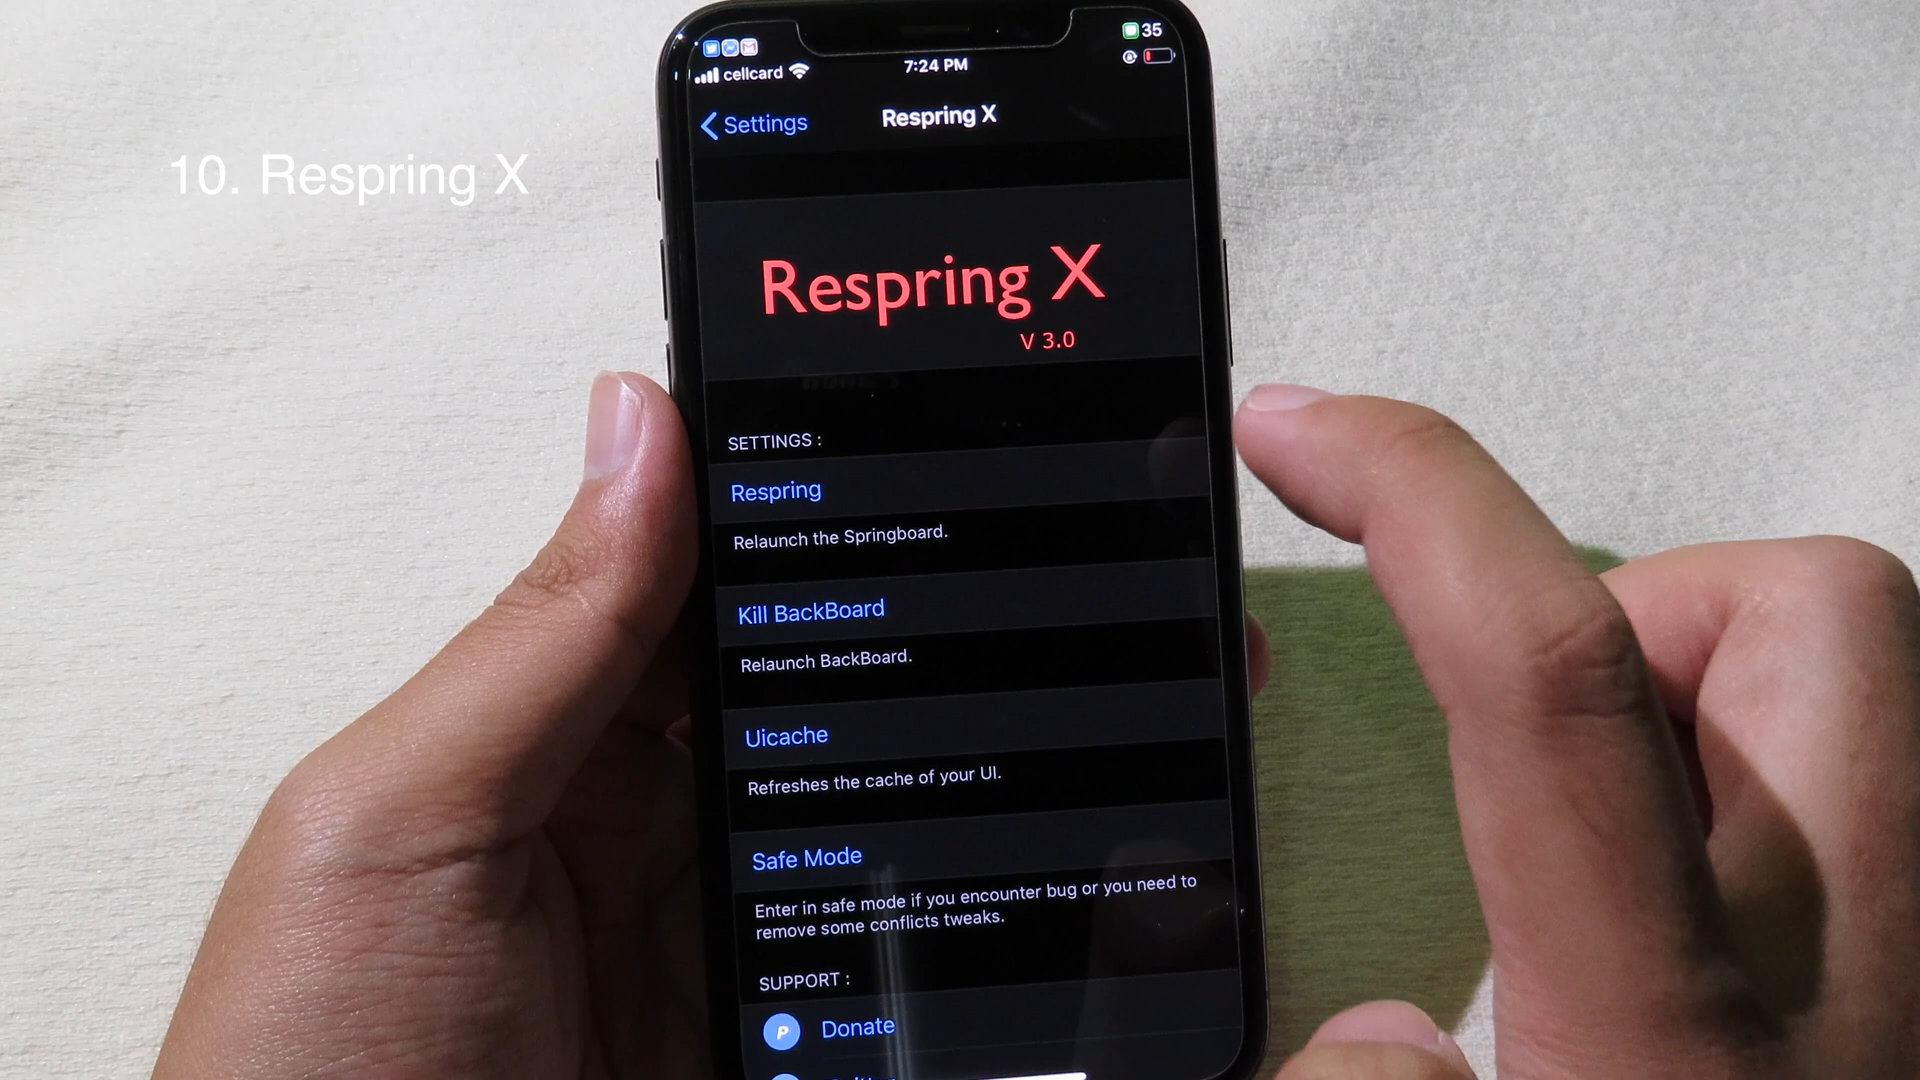 10. Respring X
35
cellcard
7:24 PM
Settings
Respring X
Respring X
V 3.0
SETTINGS :
Respring
Relaunch the Springboard.
Kill BackBoard
Relaunch BackBoard.
Uicache
Refreshes the cache of your UI.
Safe Mode
Enter in safe mode if you encounter bug or you need to
remove some conflicts tweaks.
SUPPORT :
P
Donate